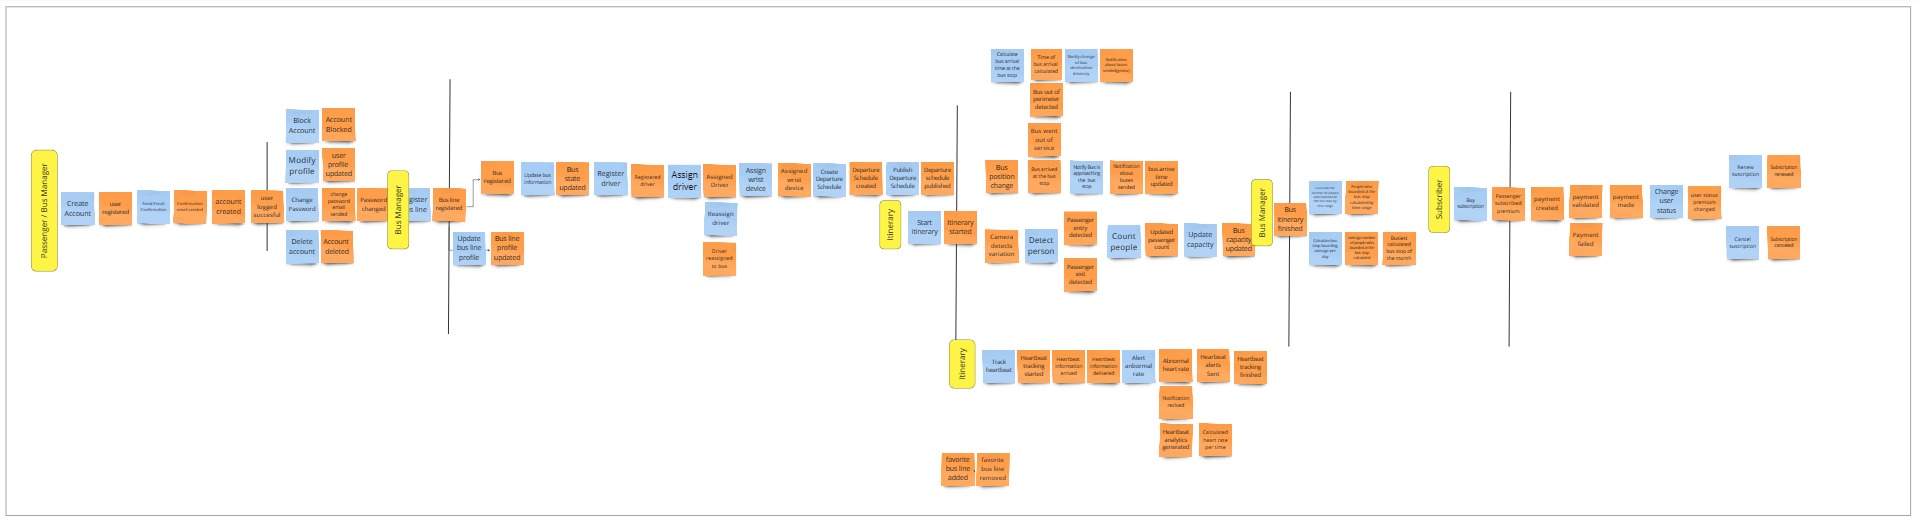 Passenger / Bus Manager
Create
Account
user
registered
Send Email
Confirmation
Confirmation
email sended
account
created
user
logged
succesful
Block
Account
Account
Blocked
Modify
profile
user
profile
updated
Change
Password
change
password
email
sended
Password
changed
Delete
account
Account
deleted
Bus Manager
gister
s line
Bus line
registered
Update
bus line
profile
Bus line
profile
updated
Bus
registered
Update bus
information
Bus
state
updated
Register
driver
Registered
driver
Assign
driver
Assigned
Driver
Reassign
driver
Driver
reassigned
to bus
Assign
wrist
device
Assigned
wrist
device
Create
Departure
Schedule
Departure
Schedule
created
Publish
Departure
Schedule
Departure
schedule
published
Itinerary
Start
itinerary
Itinerary
started
Calculate
bus arrival
time at the
bus stop
Time of
bus arrival
calculated
Notify change
of bus
destination
itinerary
Notification
about buses
Bus out of
perimeter
detected
Bus went
out of
service
Bus
position
change
Bus arrived
at the bus
stop
Notify Bus is
approaching
the bus
stop
Notification
about
buses
sended
bus arrive
time
updated
Camera
detects
variation
Detect
person
Passenger
entry
detected
Passenger
exit
detected
Count
people
Updated
passenger
count
Update
capacity
Bus
capacity
updated
Itinerary
Track
heartbeat
Heartbeat
tracking
started
Heartbeat
information
arrived
Heartbeat
information
delivered
Alert
anbormal
rate
Abnormal
heart rate
Hearbeat
alerts
Sent
Heartbeat
tracking
finished
Notification
recived
Heartbeat
analytics
generated
Calculated
heart rate
per time
favorite
bus line
added
favorite
bus line
removed
Bus Manager
Bus
itinerary
finished
Busiest
calculated
bus stop of
the month
Subscriber
Buy
subscription
Passenger
subscribed
premium
payment
created
payment
validated
Payment
failed
payment
made
Change
user
status
user status
premium
changed
Renew
suscription
Subscription
renewed
Cancel
suscription
Subscription
canceled